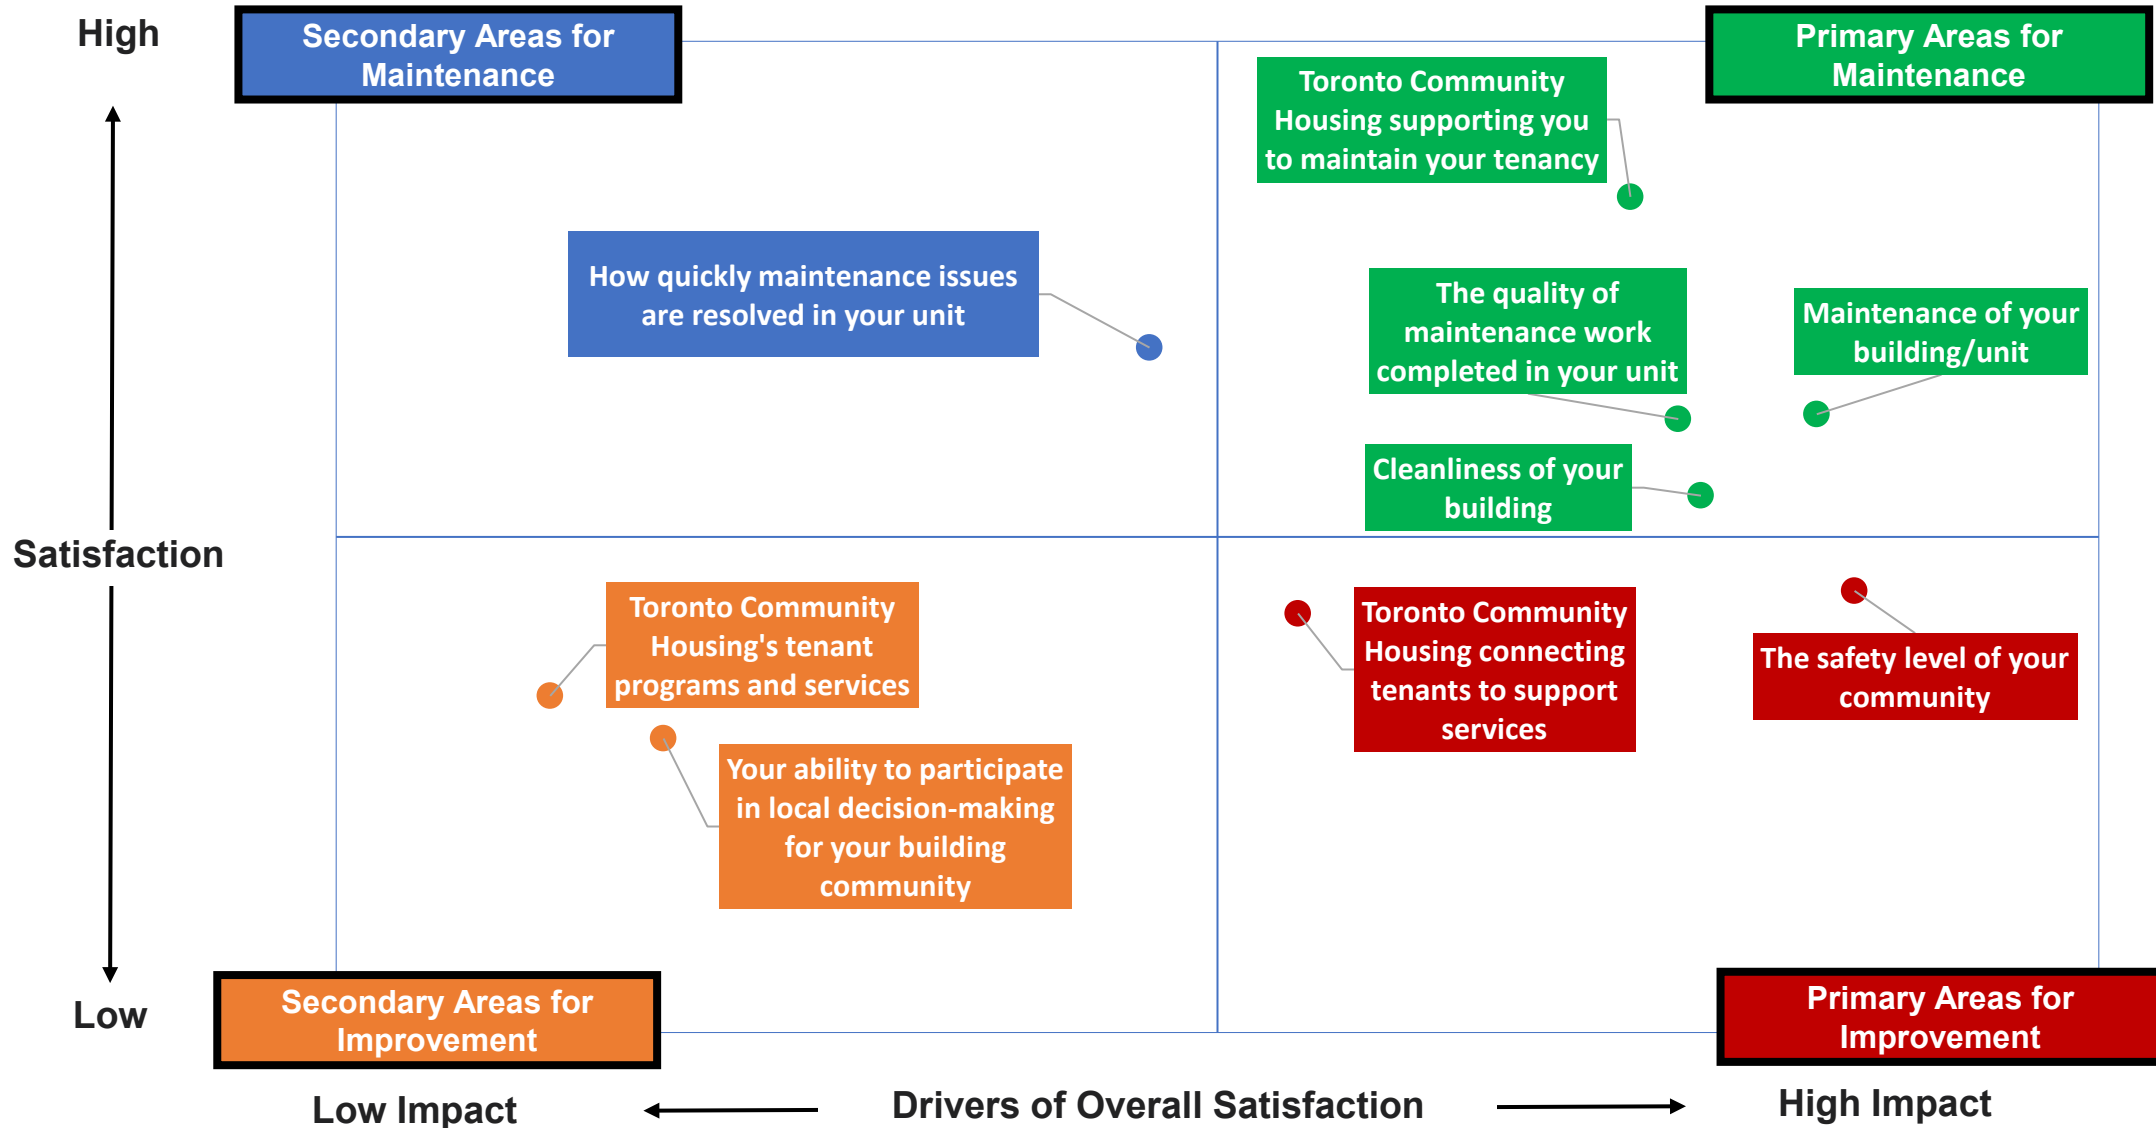 High
Secondary Areas for
Maintenance
Primary Areas for
Maintenance
Toronto Community
Housing supporting you
to maintain your tenancy
How quickly maintenance issues
are resolved in your unit
The quality of
maintenance work
completed in your unit
Maintenance of your
building/unit
Cleanliness of your
building
Satisfaction
Toronto Community
Housing's tenant
programs and services
Your ability to participate
in local decision-making
for your building
community
Toronto Community
Housing connecting
tenants to support
services
The safety level of your
community
Low
Secondary Areas for
Improvement
Primary Areas for
Improvement
Low Impact
Drivers of Overall Satisfaction
High Impact